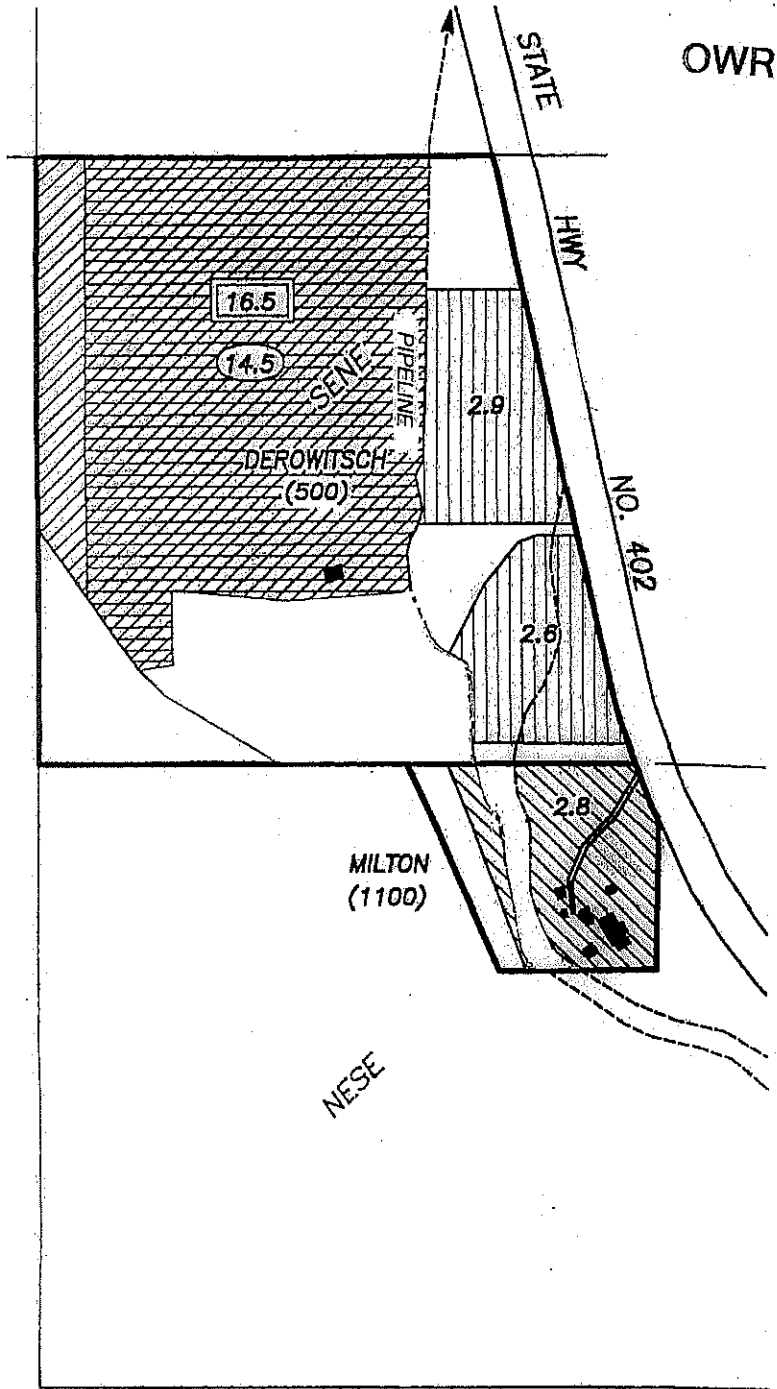 OWR
STATE
HWY
NO. 402
16.5
14.5
SENE
PIPELINE
2.9
DEROWITSCH
(500)
2.6
2.8
MILTON
(1100)
NESE